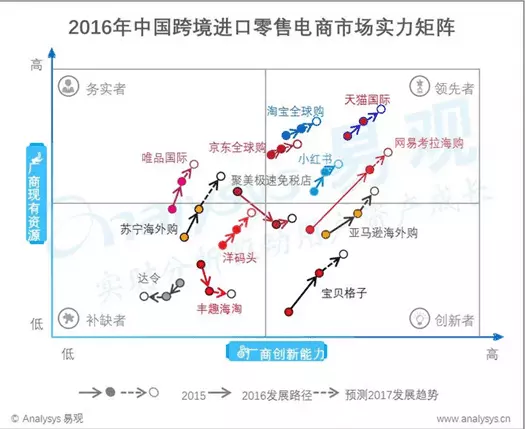 2016年中国跨境进口零售电商市场实力矩阵
高
务实者
领先者
淘宝全球购
天猫国际
京东全球购
网易考拉海购
唯品国际
小红书
聚美极速免税店
厂商现有资源
苏宁海外购
亚马逊海外购
洋码头
达令
宝贝格子
丰趣海淘
补缺者
创新者
低
低
厂商创新能力
高
2015
2016发展路径
预测2017发展趋势
© Analysys 易观
www.analysys.cn
易观